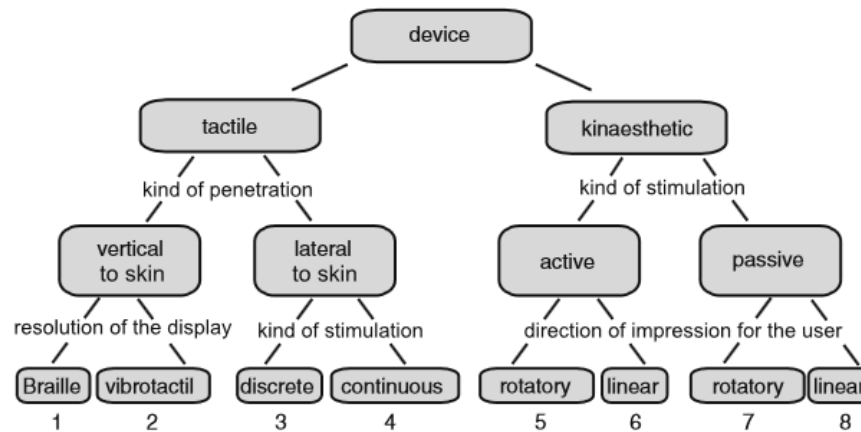 device
tactile
kinaesthetic
kind of penetration
kind of stimulation
vertical
to skin
lateral
to skin
active
passive
resolution of the display
kind of stimulation
direction of impression for the user
Braille
vibrotactil
discrete
continuous
rotatory
linear
rotatory
linear
1
2
3
4
5
6
7
8